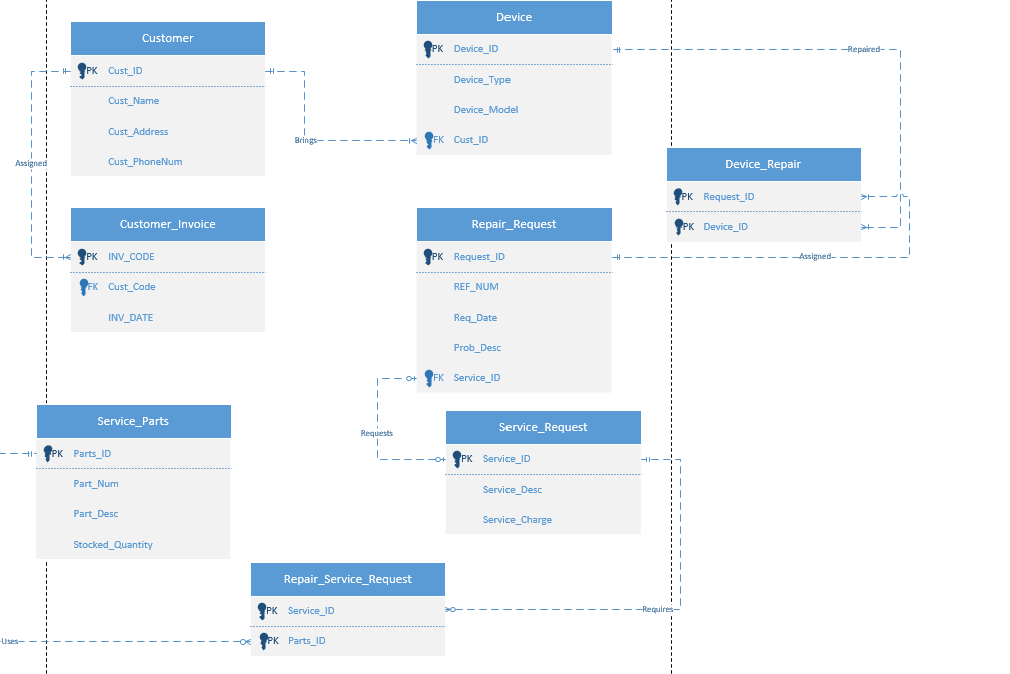 Customer
PK Cust_ID
Cust_Name
Cust_Address
Cust_PhoneNum
Device
PK Device_ID
Device_Type
Device_Model
FK Cust_ID
Repaired
Brings
Assigned
Device_Repair
PK Request_ID
PK Device_ID
Customer_Invoice
PK INV_CODE
FK Cust_Code
INV_DATE
Repair_Request
PK Request_ID
REF_NUM
Req_Date
Prob_Desc
FK Service_ID
Assigned
Requests
Service_Parts
PK Parts_ID
Part_Num
Part_Desc
Stocked_Quantity
Service_Request
PK Service_ID
Service_Desc
Service_Charge
Repair_Service_Request
PK Service_ID
PK Parts_ID
Requires
Uses